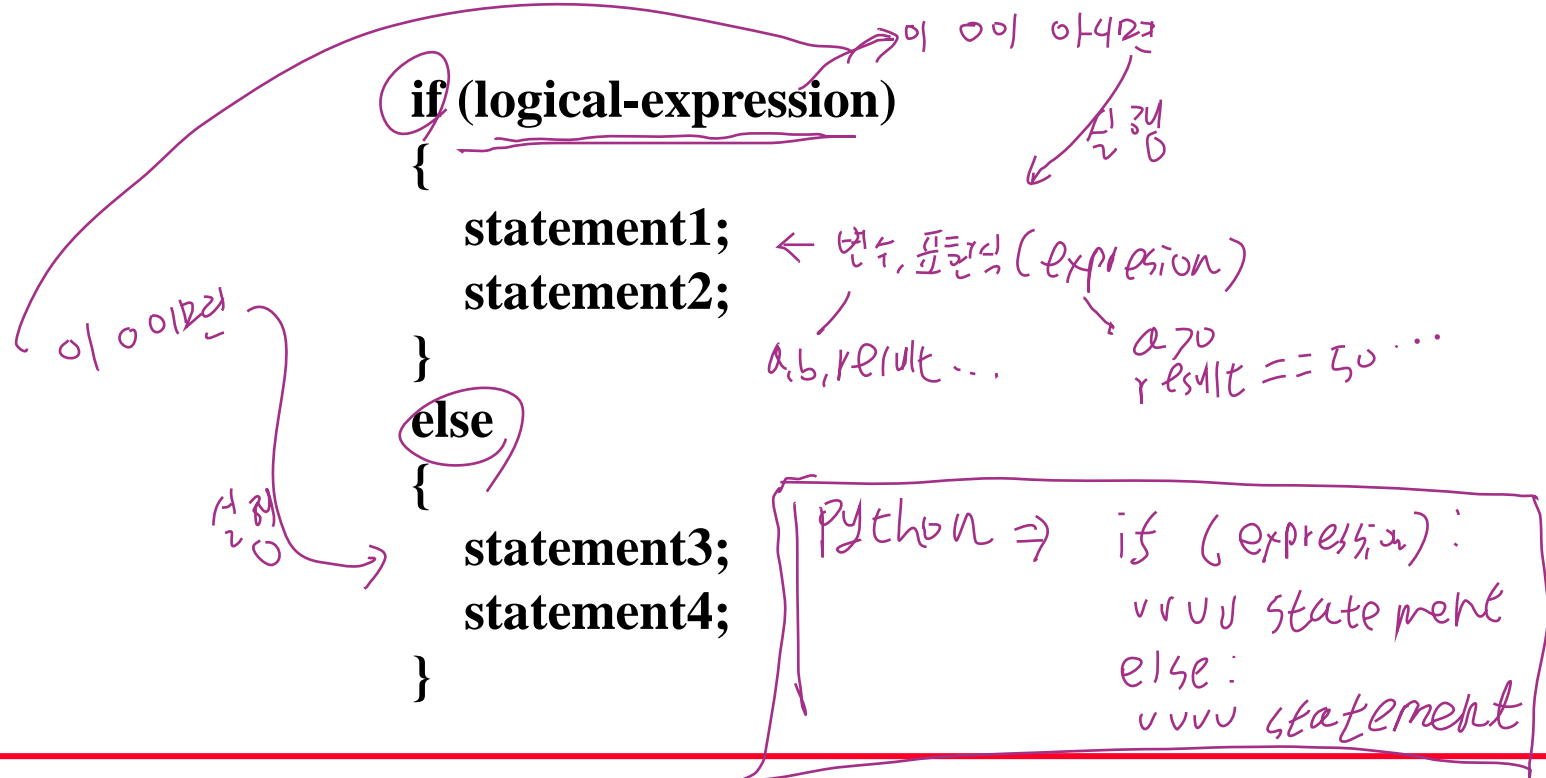 이 0이 아니면
if (logical-expression)
실행
{
statement1;
← 변수, 표현식 (expresion)
statement2;
이 0이면
a, b, result ...
a>0
result == 50 ...
}
else
{
실행
statement3;
statement4;
}
Python ⇒ if (expression):
∨∨∨∨ statement
else:
∨∨∨∨ statement